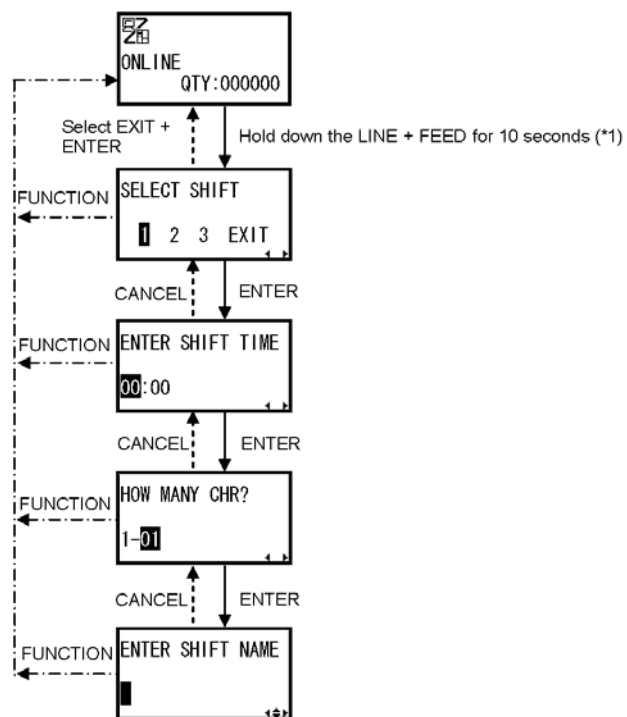 ONLINE
QTY:000000
Select EXIT +
ENTER
Hold down the LINE + FEED for 10 seconds (*1)
FUNCTION
SELECT SHIFT
1 2 3 EXIT
CANCEL
ENTER
FUNCTION
ENTER SHIFT TIME
00:00
CANCEL
ENTER
FUNCTION
HOW MANY CHR?
1-01
CANCEL
ENTER
FUNCTION
ENTER SHIFT NAME